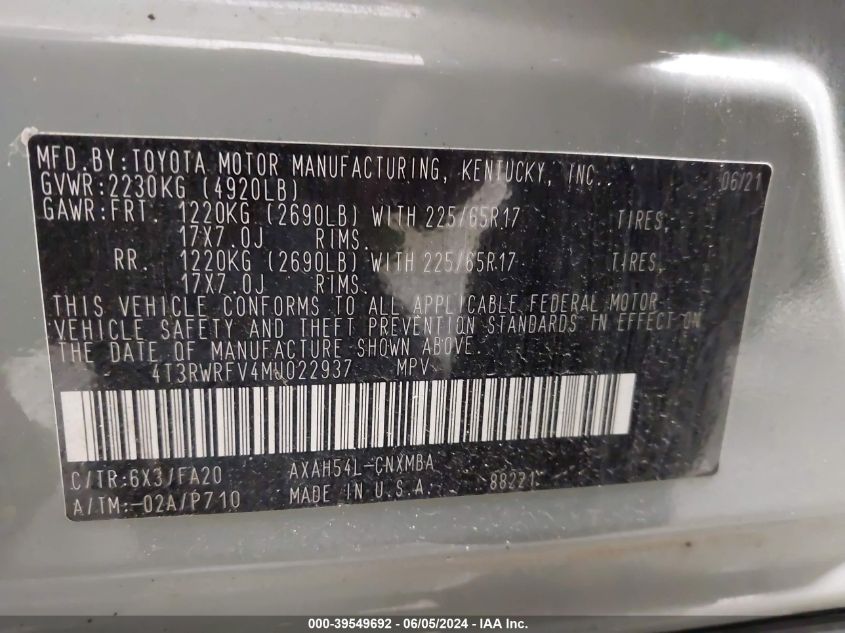 MFD.BY:TOYOTA MOTOR MANUFACTURING, KENTUCKY, INC. 06/21
GVWR:2230KG (4920LB)
GAWR:FRT. 1220KG (2690LB) WITH 225/65R17 TIRES,
17X7.0J RIMS.
RR. 1220KG (2690LB) WITH 225/65R17 TIRES,
17X7.0J RIMS.
THIS VEHICLE CONFORMS TO ALL APPLICABLE FEDERAL MOTOR
VEHICLE SAFETY AND THEFT PREVENTION STANDARDS IN EFFECT ON
THE DATE OF MANUFACTURE SHOWN ABOVE.
4T3RWRFV4MU022937 MPV
C/TR:6X3/FA20 AXAH54L-CNXMBA
A/TM:-02A/P710 MADE IN U.S.A. 88221
000-39549692 - 06/05/2024 - IAA Inc.